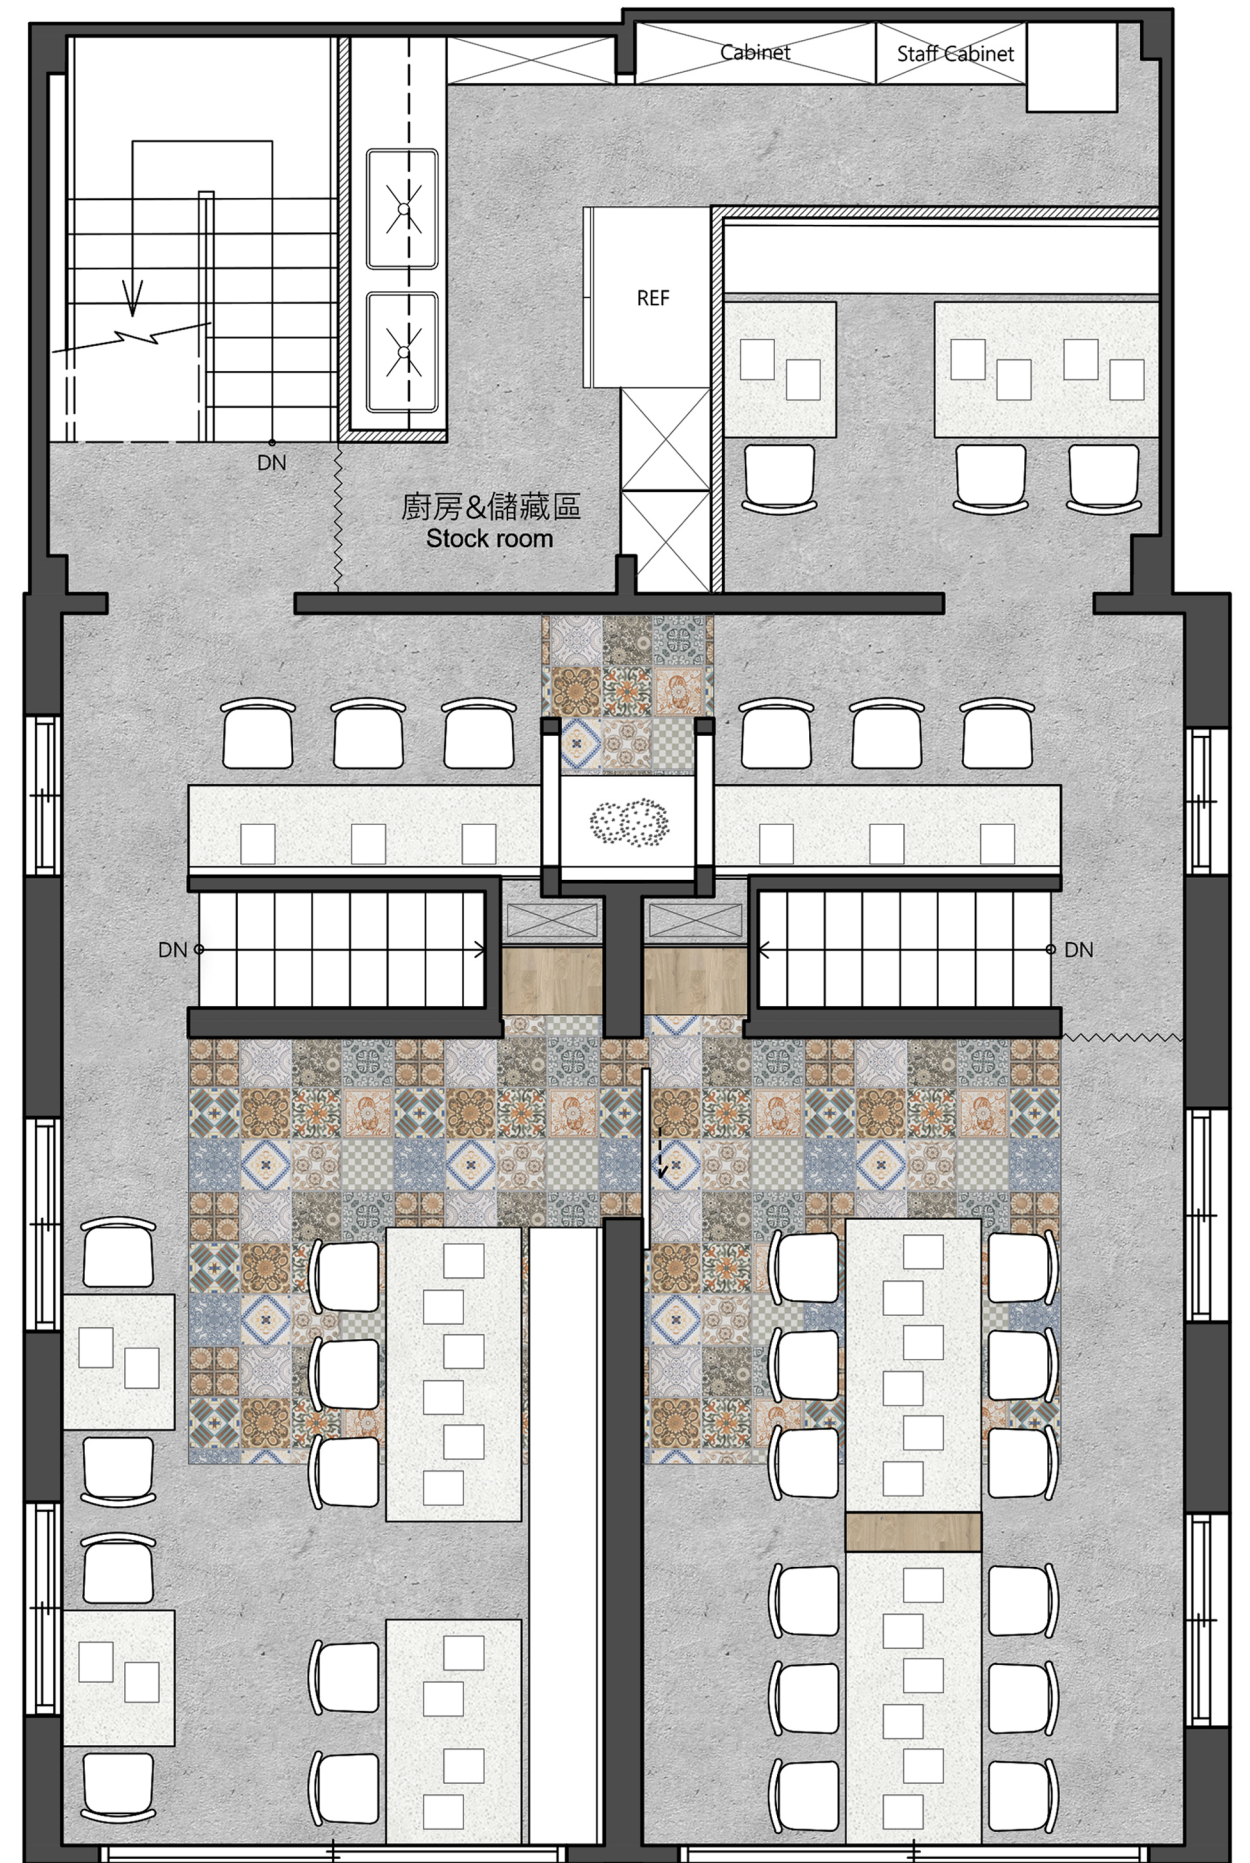 Cabinet
Staff Cabinet
REF
DN
廚房&儲藏區
Stock room
DN
DN